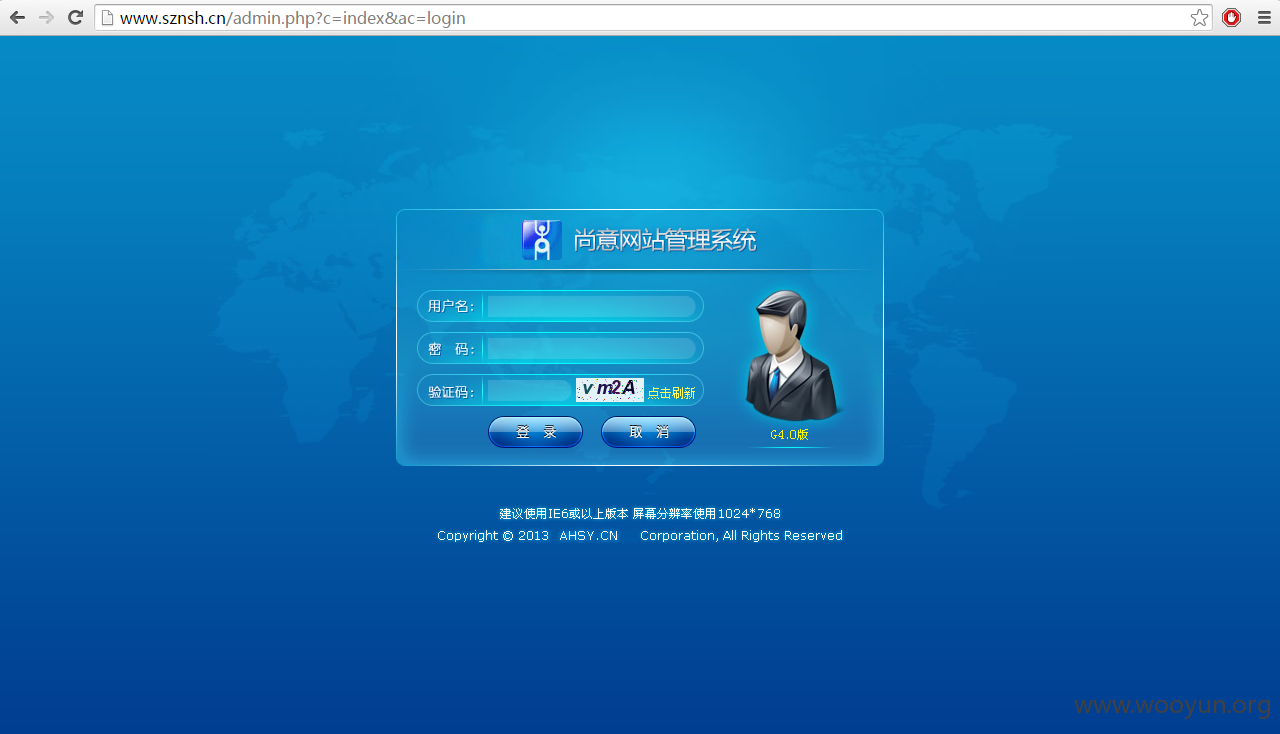 www.sznsh.cn/admin.php?c=index&ac=login
尚意网站管理系统
用户名：
密 码：
验证码： vm2A 点击刷新
登 录 取 消
G4.0版
建议使用IE6或以上版本 屏幕分辨率使用1024*768
Copyright © 2013 AHSY.CN Corporation, All Rights Reserved
www.wooyun.org